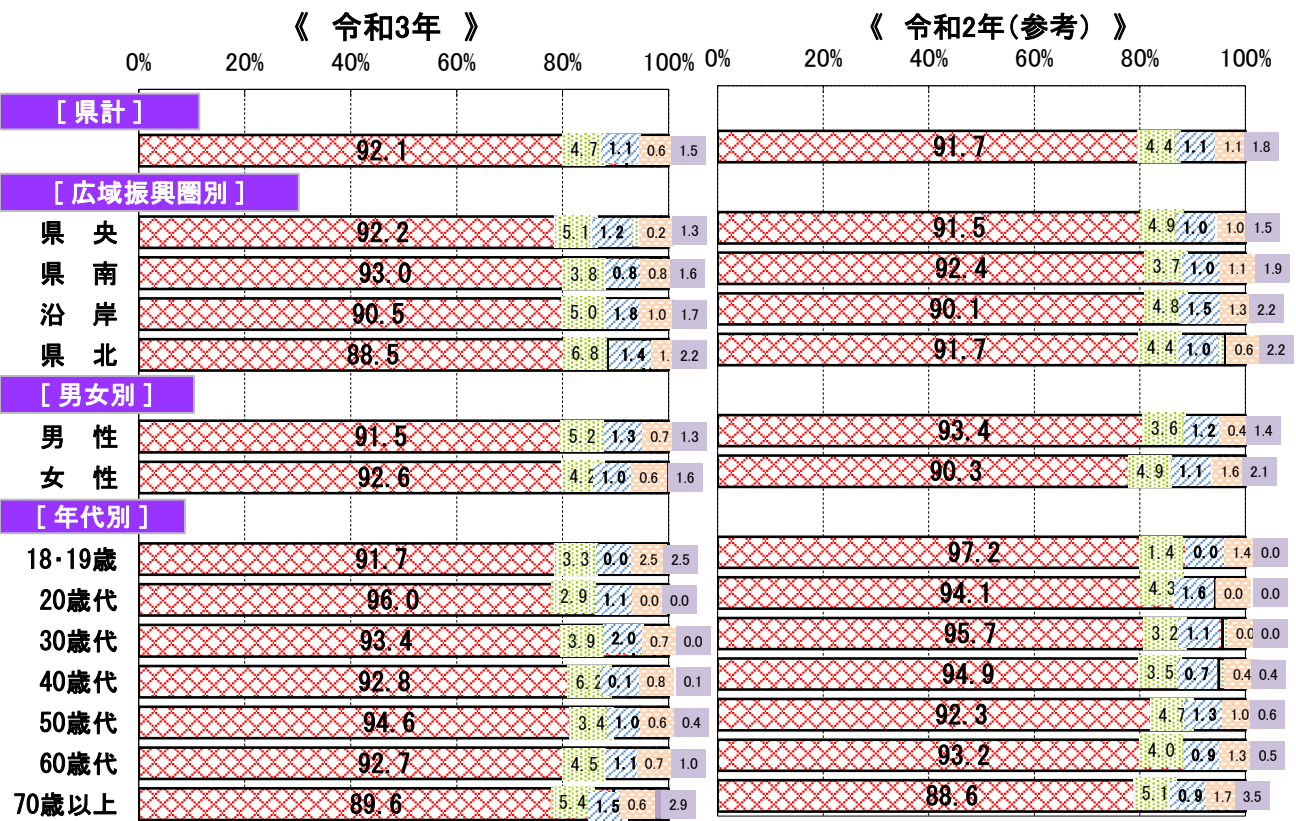 《 令和3年 》
0% 20% 40% 60% 80% 100%
[ 県計 ]
92.1 4.7 1.1 0.6 1.5
[ 広域振興圏別 ]
県 央 92.2 5.1 1.2 0.2 1.3
県 南 93.0 3.8 0.8 0.8 1.6
沿 岸 90.5 5.0 1.8 1.0 1.7
県 北 88.5 6.8 1.4 1. 2.2
[ 男女別 ]
男 性 91.5 5.2 1.3 0.7 1.3
女 性 92.6 4.2 1.0 0.6 1.6
[ 年代別 ]
18・19歳 91.7 3.3 0.0 2.5 2.5
20歳代 96.0 2.9 1.1 0.0 0.0
30歳代 93.4 3.9 2.0 0.7 0.0
40歳代 92.8 6.2 0.1 0.8 0.1
50歳代 94.6 3.4 1.0 0.6 0.4
60歳代 92.7 4.5 1.1 0.7 1.0
70歳以上 89.6 5.4 1.5 0.6 2.9
《 令和2年(参考) 》
0% 20% 40% 60% 80% 100%
91.7 4.4 1.1 1.1 1.8
91.5 4.9 1.0 1.0 1.5
92.4 3.7 1.0 1.1 1.9
90.1 4.8 1.5 1.3 2.2
91.7 4.4 1.0 0.6 2.2
93.4 3.6 1.2 0.4 1.4
90.3 4.9 1.1 1.6 2.1
97.2 1.4 0.0 1.4 0.0
94.1 4.3 1.6 0.0 0.0
95.7 3.2 1.1 0.0 0.0
94.9 3.5 0.7 0.4 0.4
92.3 4.7 1.3 1.0 0.6
93.2 4.0 0.9 1.3 0.5
88.6 5.1 0.9 1.7 3.5